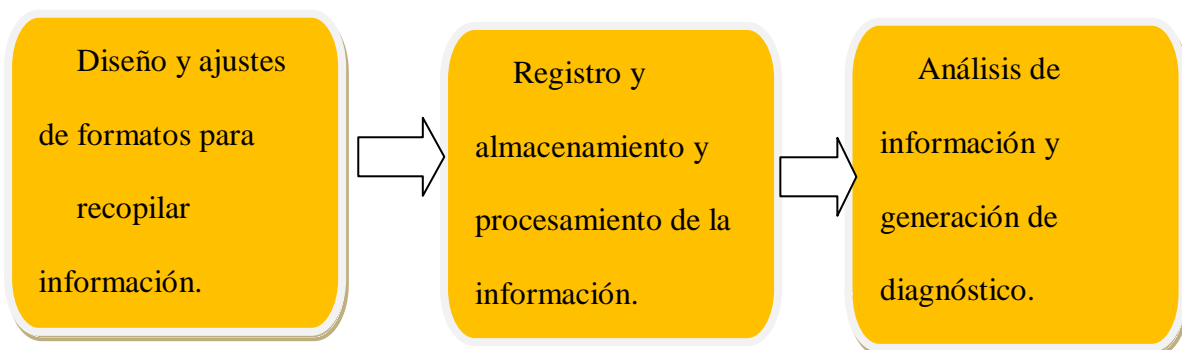 Diseño y ajustes
de formatos para
recopilar
información.
Registro y
almacenamiento y
procesamiento de la
información.
Análisis de
información y
generación de
diagnóstico.